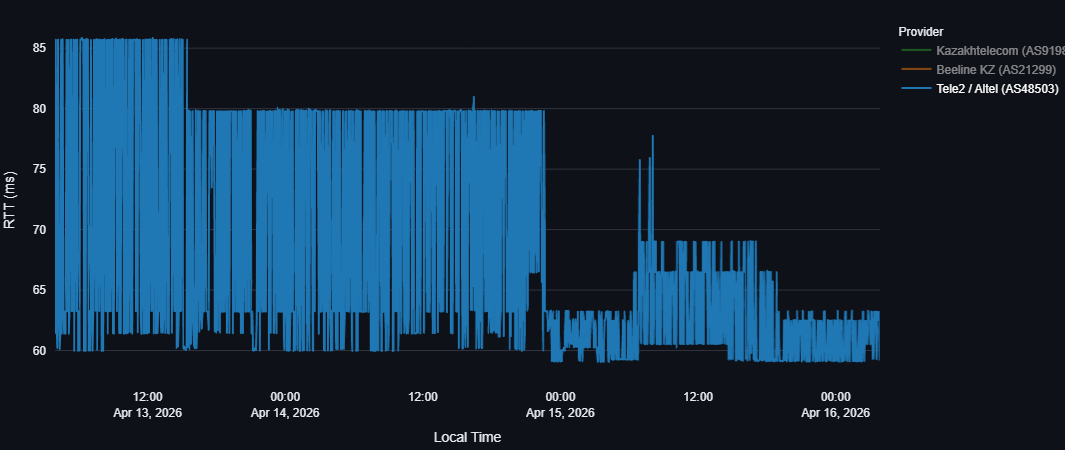 Provider
Kazakhtelecom (AS9198
Beeline KZ (AS21299)
Tele2 / Altel (AS48503)
85
80
75
70
65
60
RTT (ms)
12:00 00:00 12:00 00:00 12:00 00:00
Apr 13, 2026 Apr 14, 2026 Apr 15, 2026 Apr 16, 2026
Local Time